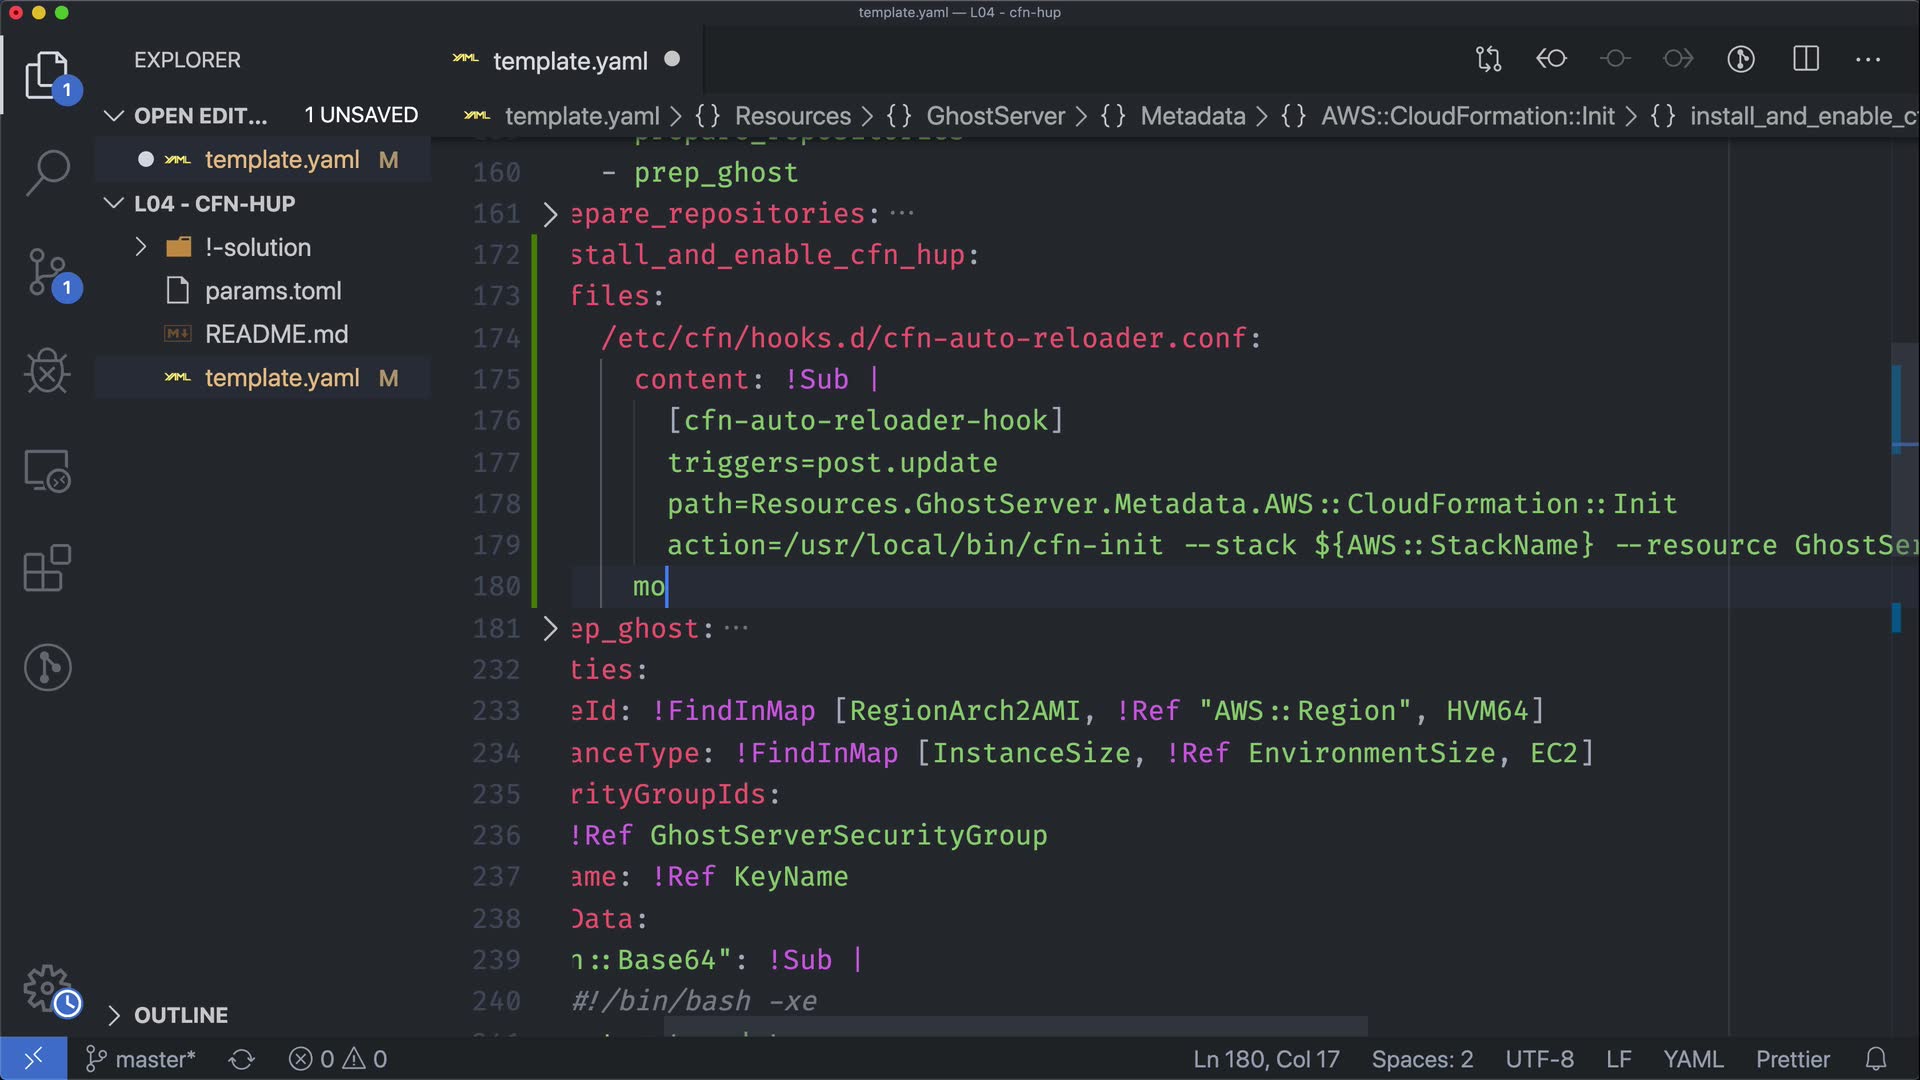 template.yaml — L04 - cfn-hup
EXPLORER
template.yaml
OPEN EDIT... 1 UNSAVED
template.yaml > {} Resources > {} GhostServer > {} Metadata > {} AWS::CloudFormation::Init > {} install_and_enable_c
template.yaml M
L04 - CFN-HUP
!-solution
params.toml
README.md
template.yaml M
OUTLINE
160 - prep_ghost
161 epare_repositories: ...
172 stall_and_enable_cfn_hup:
173 files:
174 /etc/cfn/hooks.d/cfn-auto-reloader.conf:
175 content: !Sub |
176 [cfn-auto-reloader-hook]
177 triggers=post.update
178 path=Resources.GhostServer.Metadata.AWS::CloudFormation::Init
179 action=/usr/local/bin/cfn-init --stack ${AWS::StackName} --resource GhostSer
180 mo
181 ep_ghost: ...
232 ties:
233 eId: !FindInMap [RegionArch2AMI, !Ref "AWS::Region", HVM64]
234 anceType: !FindInMap [InstanceSize, !Ref EnvironmentSize, EC2]
235 rityGroupIds:
236 !Ref GhostServerSecurityGroup
237 ame: !Ref KeyName
238 Data:
239 n::Base64": !Sub |
240 #!/bin/bash -xe
master* 0 0 Ln 180, Col 17 Spaces: 2 UTF-8 LF YAML Prettier
1
1